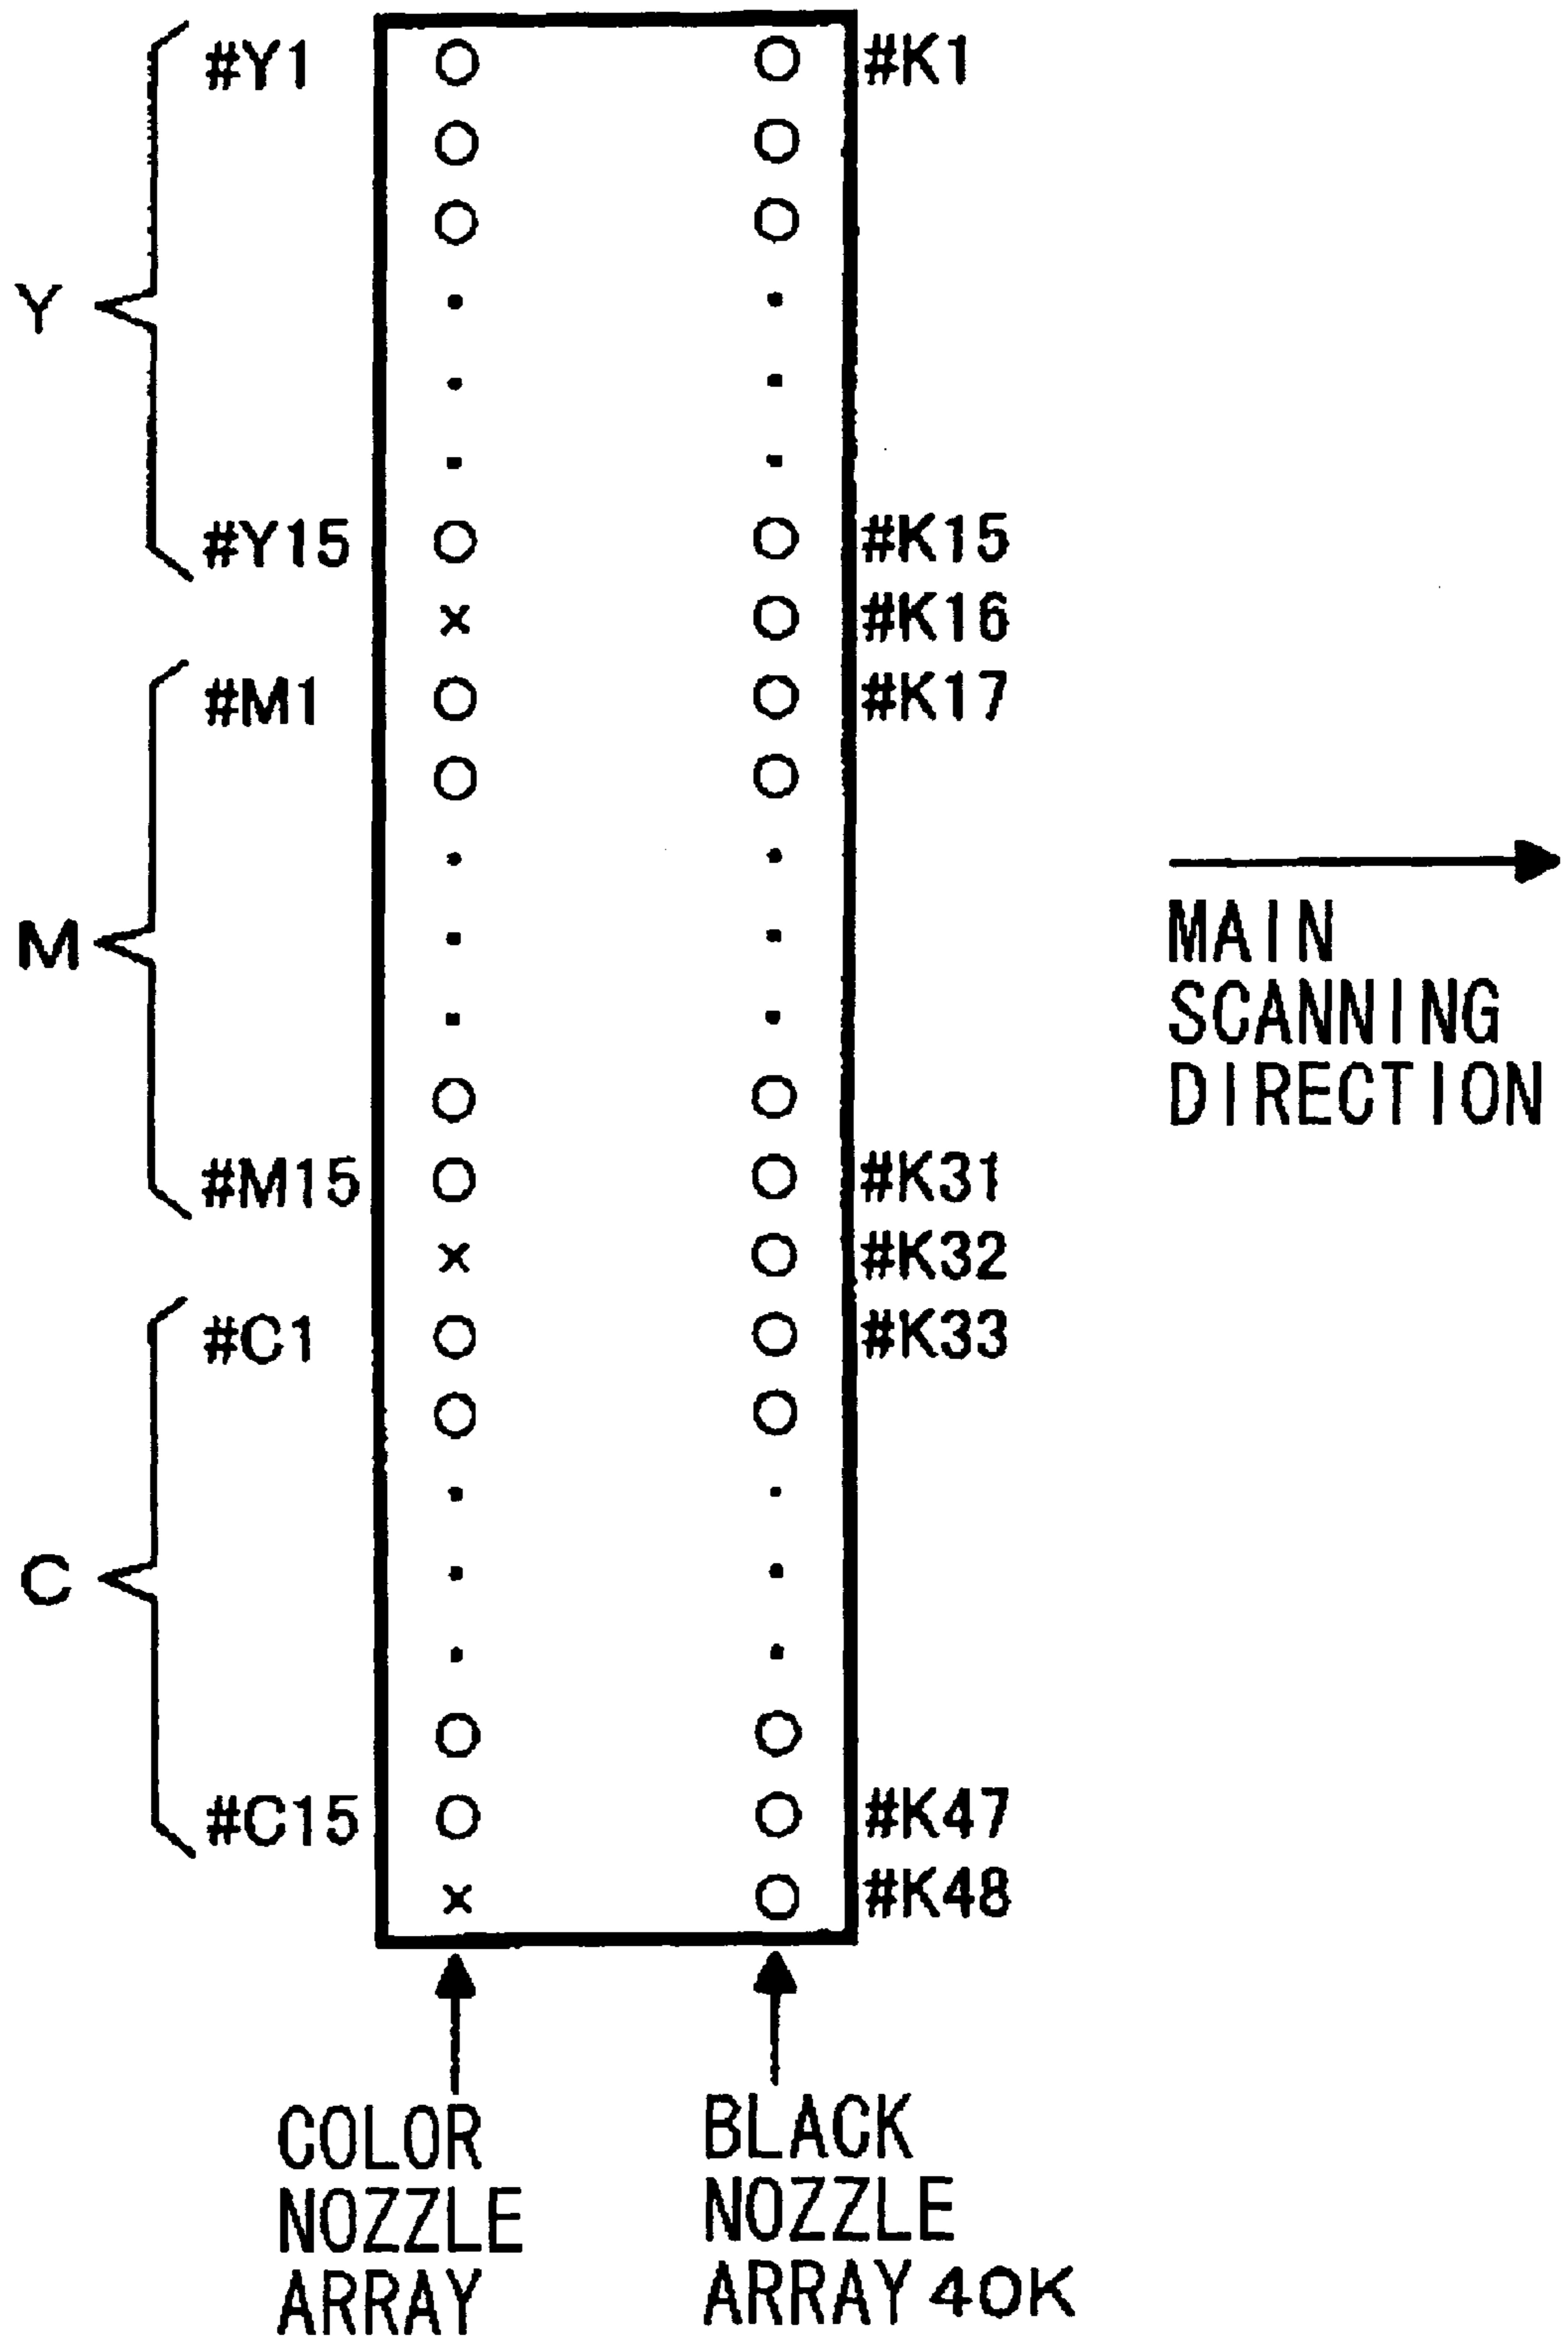 #Y1 #K1
Y
#Y15 #K15
x #K16
#M1 #K17
M
MAIN
SCANNING
DIRECTION
#M15 #K31
x #K32
#C1 #K33
C
#C15 #K47
x #K48
COLOR
NOZZLE
ARRAY
BLACK
NOZZLE
ARRAY 40K